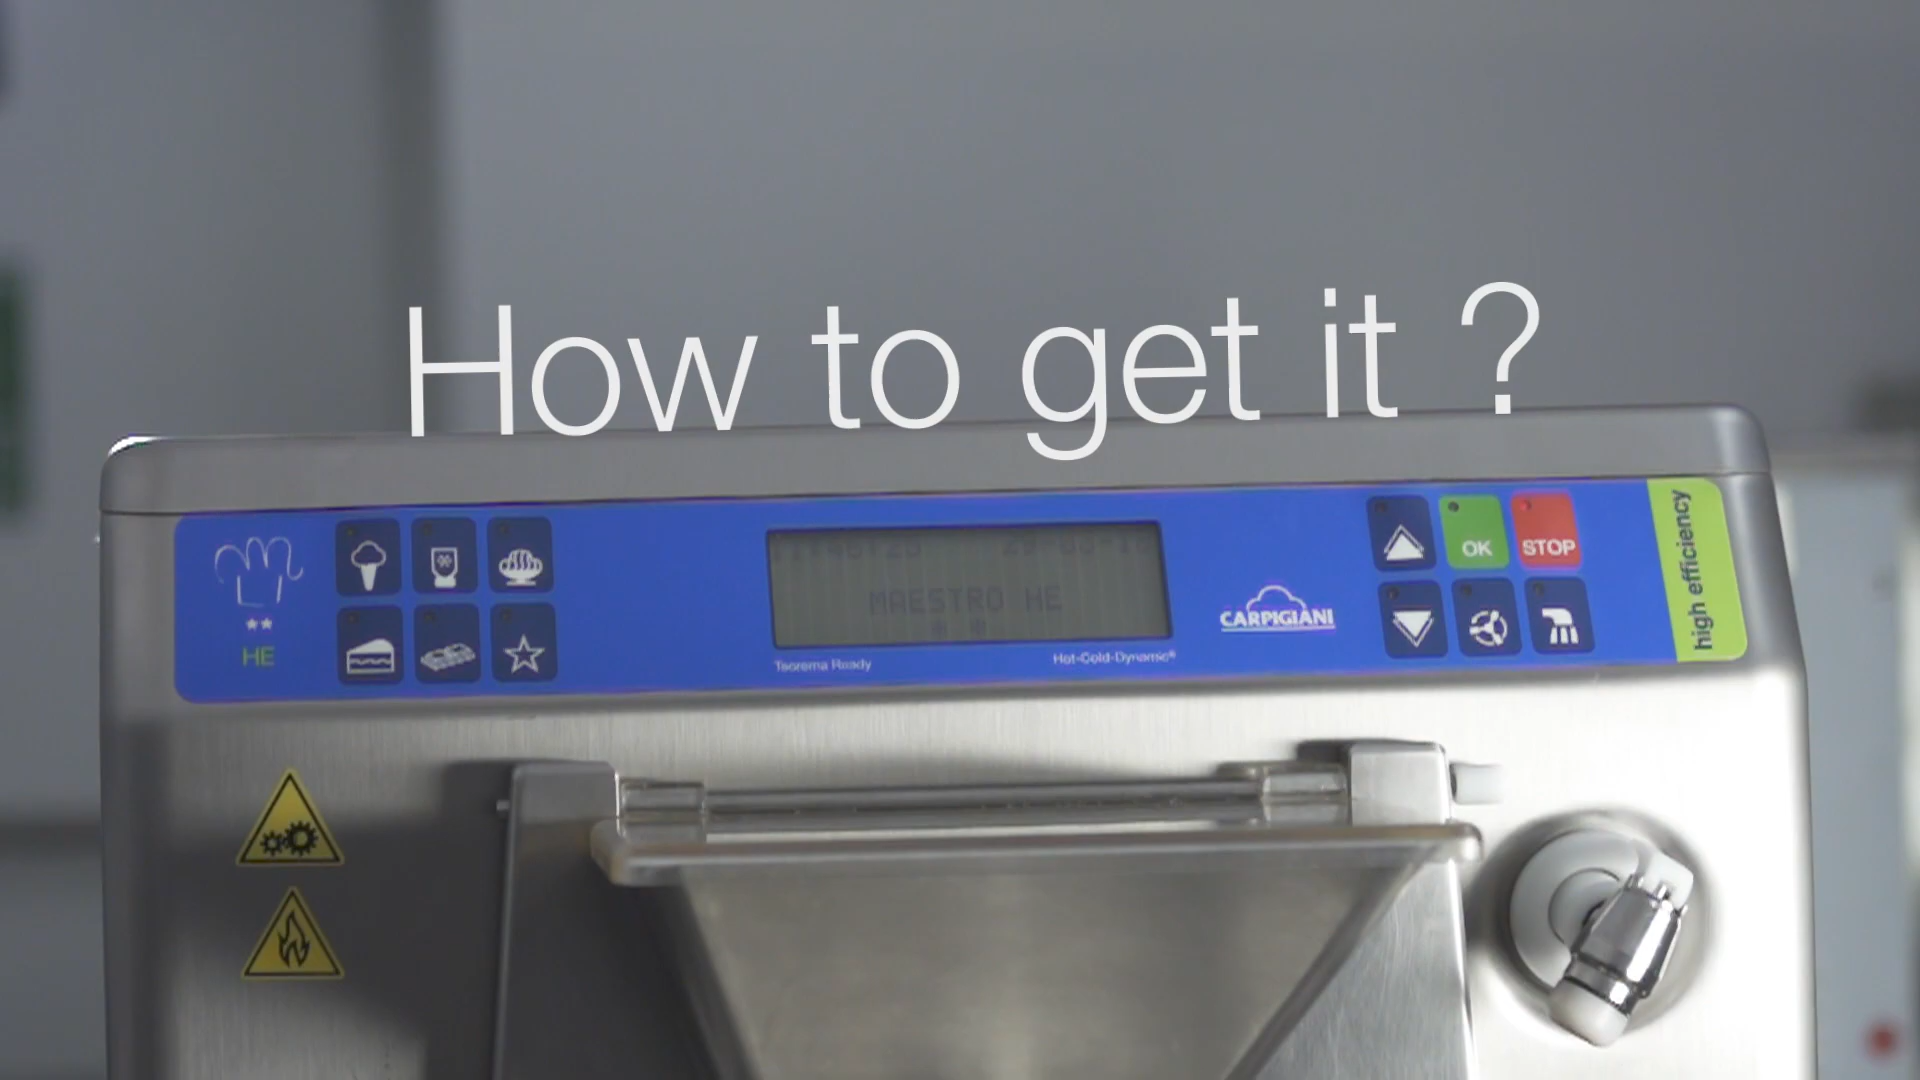 How to get it ?
HE
MAESTRO HE
Teorema Ready
Hot-Cold-Dynamic®
CARPIGIANI
OK
STOP
high efficiency